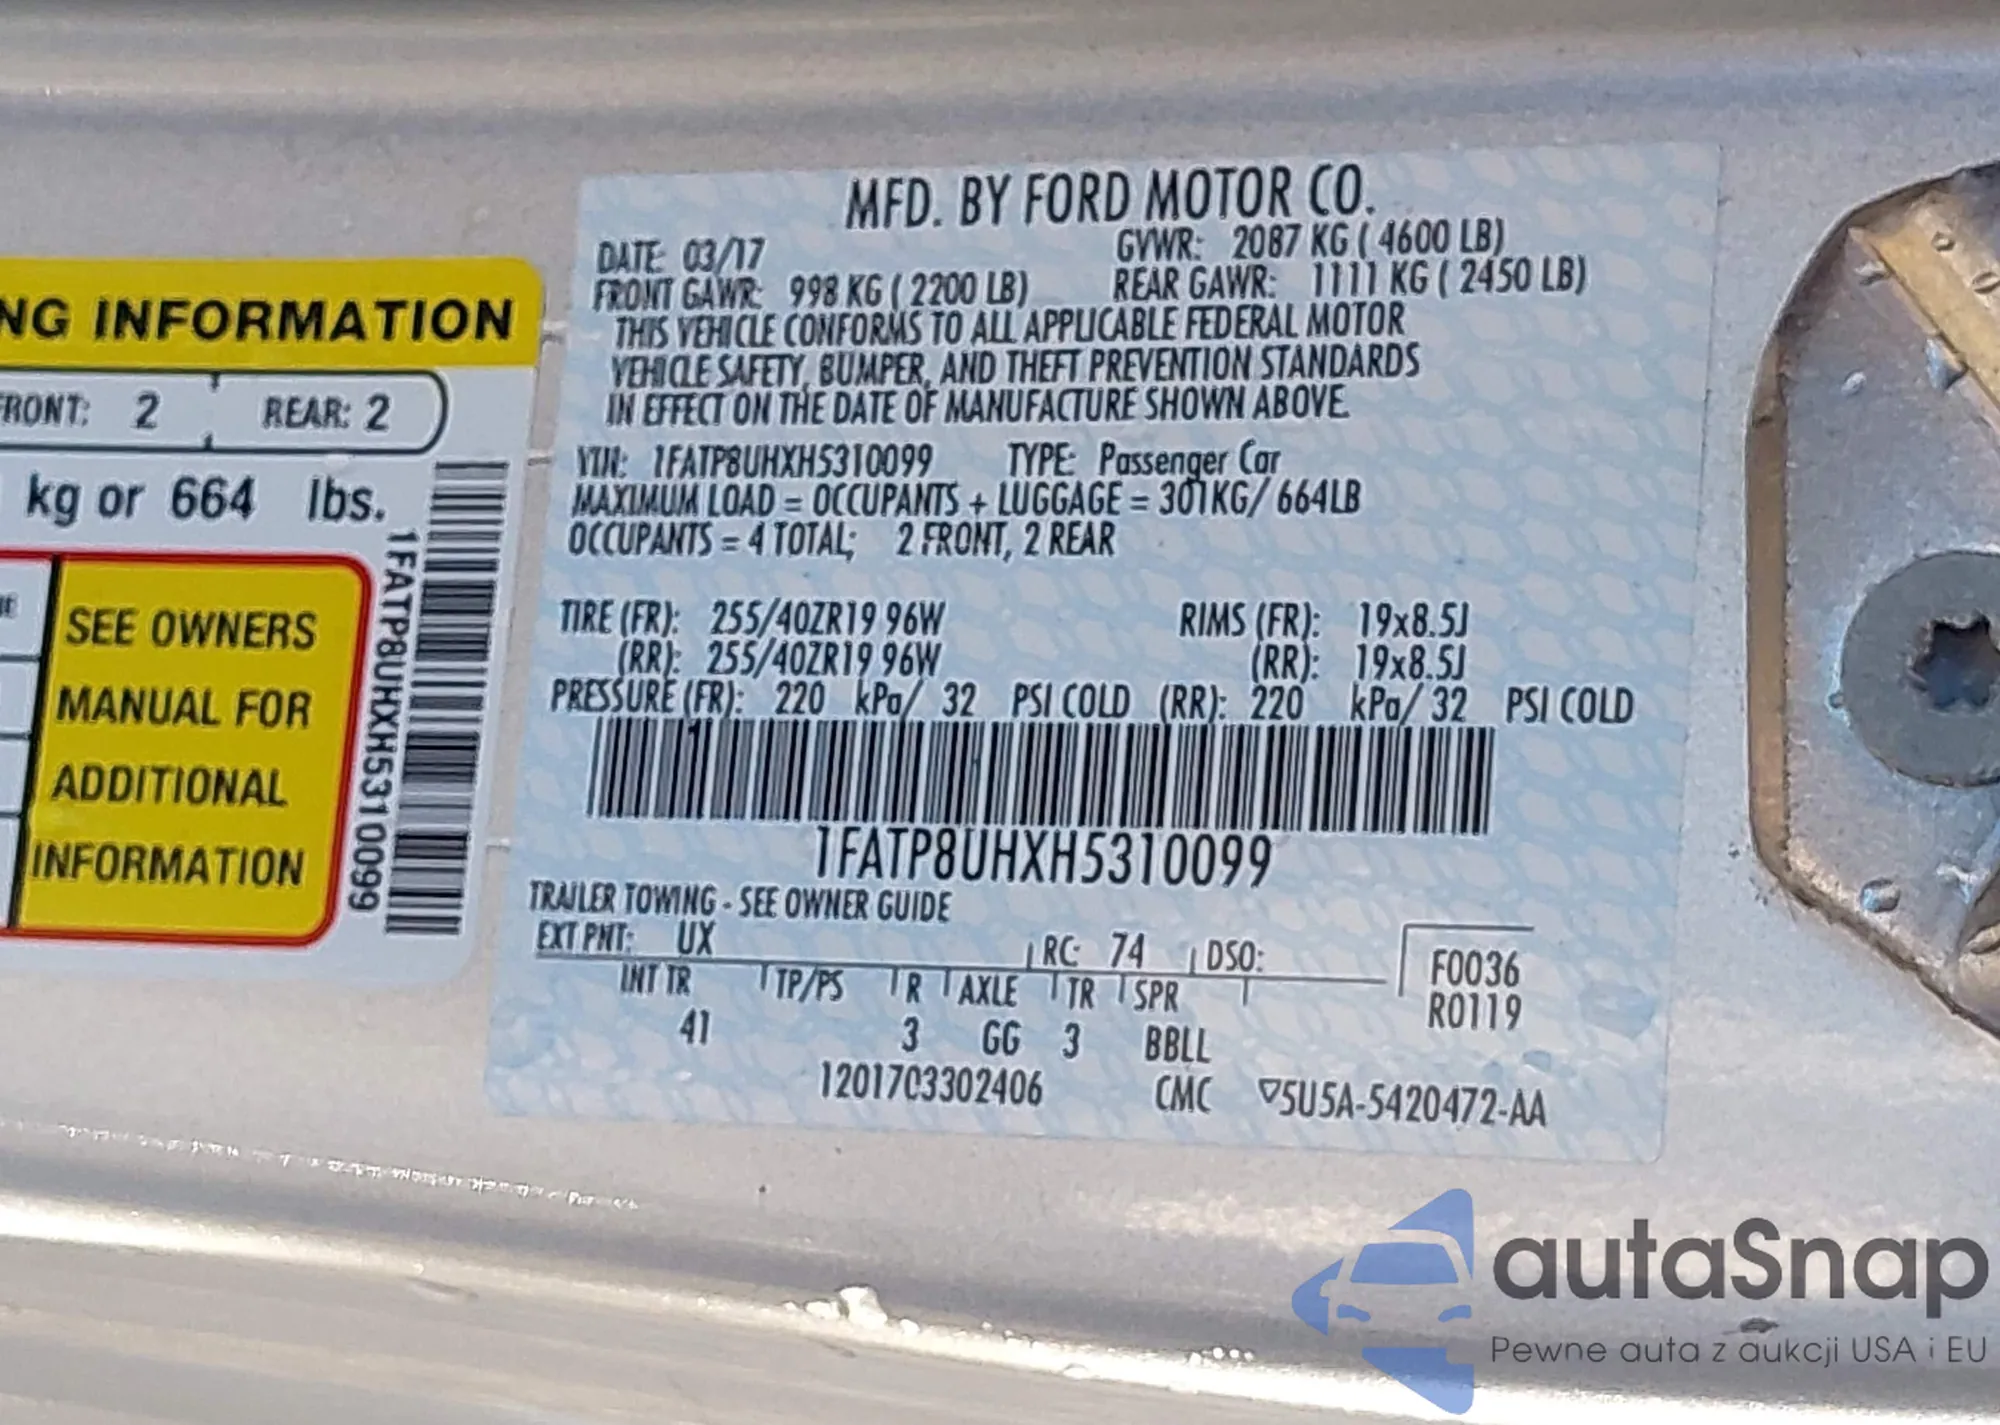 NG INFORMATION
FRONT: 2 REAR: 2
kg or 664 lbs.
SEE OWNERS
MANUAL FOR
ADDITIONAL
INFORMATION
1FATP8UHXH5310099
MFD. BY FORD MOTOR CO.
DATE: 03/17 GVWR: 2087 KG ( 4600 LB)
FRONT GAWR: 998 KG ( 2200 LB) REAR GAWR: 1111 KG ( 2450 LB)
THIS VEHICLE CONFORMS TO ALL APPLICABLE FEDERAL MOTOR
VEHICLE SAFETY, BUMPER, AND THEFT PREVENTION STANDARDS
IN EFFECT ON THE DATE OF MANUFACTURE SHOWN ABOVE.
VIN: 1FATP8UHXH5310099 TYPE: Passenger Car
MAXIMUM LOAD = OCCUPANTS + LUGGAGE = 301KG/ 664LB
OCCUPANTS = 4 TOTAL; 2 FRONT, 2 REAR
TIRE (FR): 255/40ZR19 96W RIMS (FR): 19x8.5J
(RR): 255/40ZR19 96W (RR): 19x8.5J
PRESSURE (FR): 220 kPa/ 32 PSI COLD (RR): 220 kPa/ 32 PSI COLD
1FATP8UHXH5310099
TRAILER TOWING - SEE OWNER GUIDE
EXT PNT: UX RC: 74 DSO: F0036
INT TR TP/PS R AXLE TR SPR R0119
41 3 GG 3 BBLL
1201703302406 CMC ▽5U5A-5420472-AA
autaSnap
Pewne auta z aukcji USA i EU